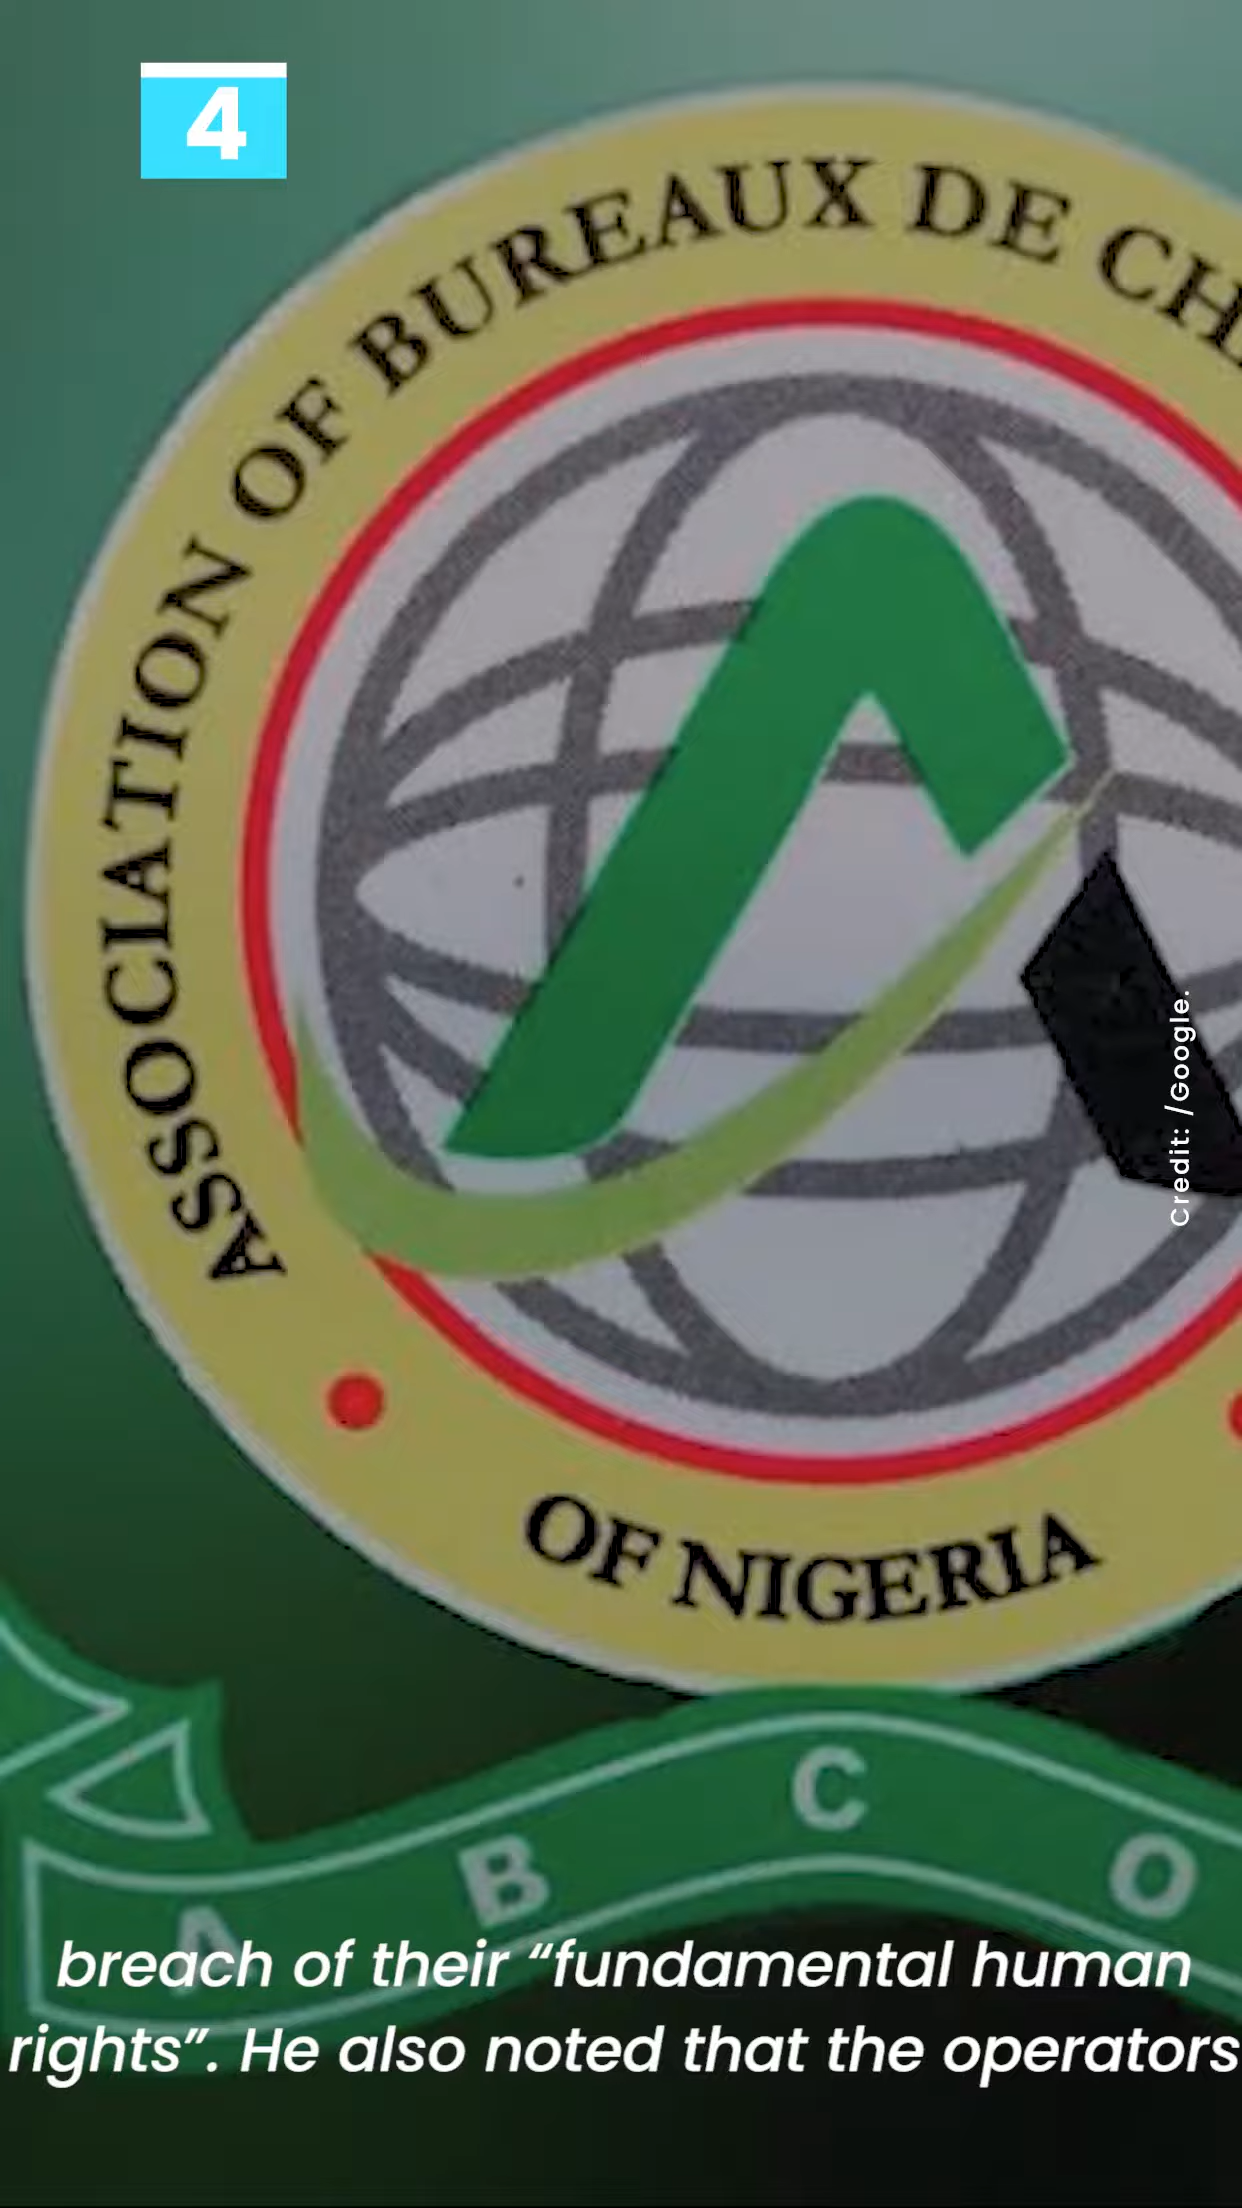 4
ASSOCIATION OF BUREAUX DE CH
OF NIGERIA
A B C O
Credit: /Google.
breach of their “fundamental human
rights”. He also noted that the operators